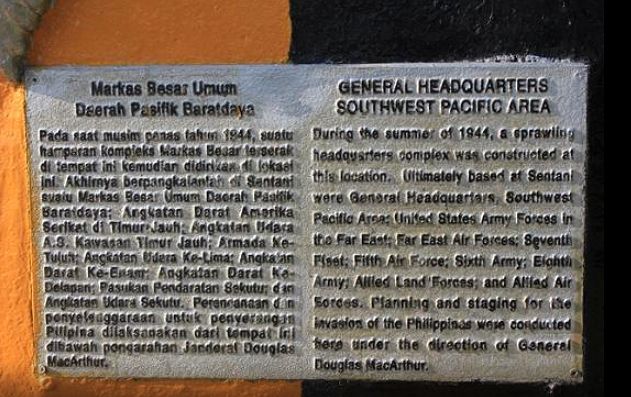 Markas Besar Umum
Daerah Pasifik Baratdaya
Pada saat musim panas tahun 1944, suatu
hamparan kompleks Markas Besar terserak
di tempat ini kemudian didirikan di lokasi
ini. Akhirnya berpangkalanlah di Sentani
suatu Markas Besar Umum Daerah Pasifik
Baratdaya; Angkatan Darat Amerika
Serikat di Timur-Jauh; Angkatan Udara
A.S. Kawasan Timur Jauh; Armada Ke-
Tujuh; Angkatan Udara Ke-Lima; Angkatan
Darat Ke-Enam; Angkatan Darat Ke-
Delapan; Pasukan Pendaratan Sekutu; dan
Angkatan Udara Sekutu. Perencanaan dan
penyelenggaraan untuk penyerangan
Pilipina dilaksanakan dari tempat ini
dibawah pengarahan Janderal Douglas
MacArthur.
GENERAL HEADQUARTERS
SOUTHWEST PACIFIC AREA
During the summer of 1944, a sprawling
headquarters complex was constructed at
this location. Ultimately based at Sentani
were General Headquarters, Southwest
Pacific Area; United States Army Forces in
the Far East; Far East Air Forces; Seventh
Fleet; Fifth Air Force; Sixth Army; Eighth
Army; Allied Land Forces; and Allied Air
Forces. Planning and staging for the
invasion of the Philippines were conducted
here under the direction of General
Douglas MacArthur.